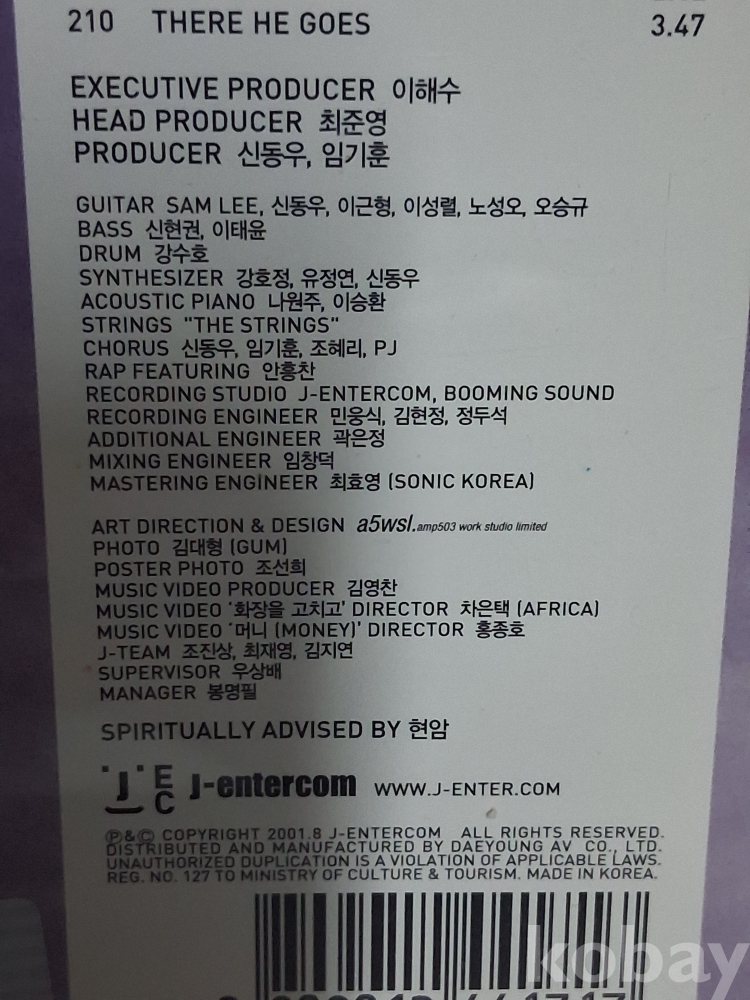 210 THERE HE GOES 3.47
EXECUTIVE PRODUCER 이해수
HEAD PRODUCER 최준영
PRODUCER 신동우, 임기훈
GUITAR SAM LEE, 신동우, 이근형, 이성렬, 노성오, 오승규
BASS 신현권, 이태윤
DRUM 강수호
SYNTHESIZER 강호정, 유정연, 신동우
ACOUSTIC PIANO 나원주, 이승환
STRINGS "THE STRINGS"
CHORUS 신동우, 임기훈, 조혜리, PJ
RAP FEATURING 안흥찬
RECORDING STUDIO J-ENTERCOM, BOOMING SOUND
RECORDING ENGINEER 민웅식, 김현정, 정두석
ADDITIONAL ENGINEER 곽은정
MIXING ENGINEER 임창덕
MASTERING ENGINEER 최효영 (SONIC KOREA)
ART DIRECTION & DESIGN a5wsl.amp503 work studio limited
PHOTO 김대형 (GUM)
POSTER PHOTO 조선희
MUSIC VIDEO PRODUCER 김영찬
MUSIC VIDEO '화장을 고치고' DIRECTOR 차은택 (AFRICA)
MUSIC VIDEO '머니 (MONEY)' DIRECTOR 홍종호
J-TEAM 조진상, 최재영, 김지연
SUPERVISOR 우상배
MANAGER 봉명필
SPIRITUALLY ADVISED BY 현암
J EC J-entercom WWW.J-ENTER.COM
℗&© COPYRIGHT 2001.8 J-ENTERCOM ALL RIGHTS RESERVED.
DISTRIBUTED AND MANUFACTURED BY DAEYOUNG AV CO., LTD.
UNAUTHORIZED DUPLICATION IS A VIOLATION OF APPLICABLE LAWS.
REG. NO. 127 TO MINISTRY OF CULTURE & TOURISM. MADE IN KOREA.
kobay